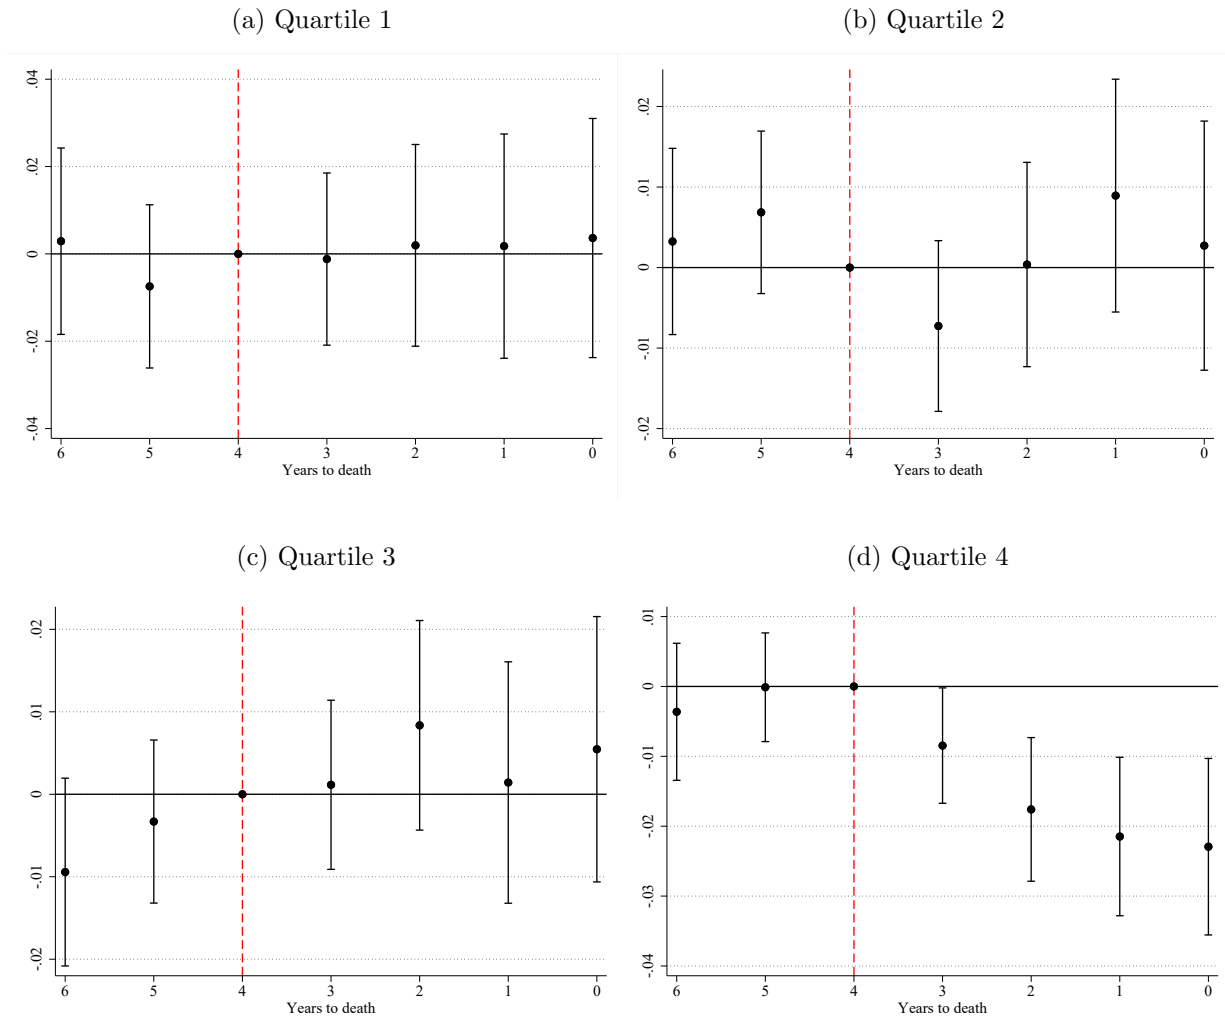 (a) Quartile 1
.04
.02
0
-.02
-.04
6 5 4 3 2 1 0
Years to death
(b) Quartile 2
.02
.01
0
-.01
-.02
6 5 4 3 2 1 0
Years to death
(c) Quartile 3
.02
.01
0
-.01
-.02
6 5 4 3 2 1 0
Years to death
(d) Quartile 4
.01
0
-.01
-.02
-.03
-.04
6 5 4 3 2 1 0
Years to death